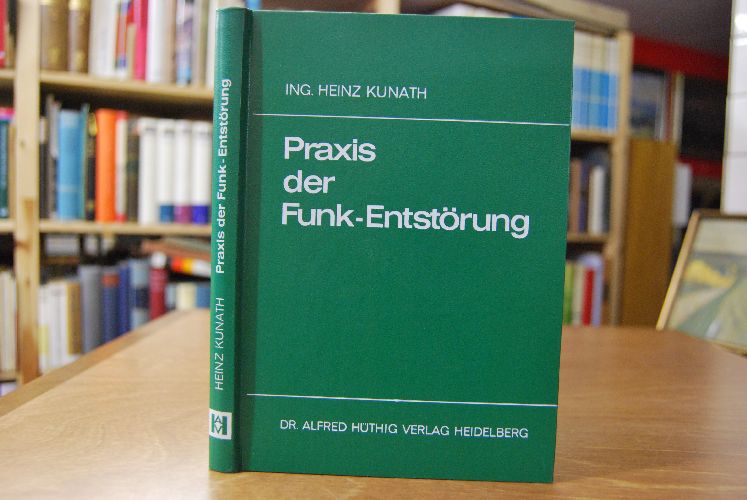 ING. HEINZ KUNATH
Praxis
der
Funk-Entstörung
DR. ALFRED HÜTHIG VERLAG HEIDELBERG
HEINZ KUNATH Praxis der Funk-Entstörung